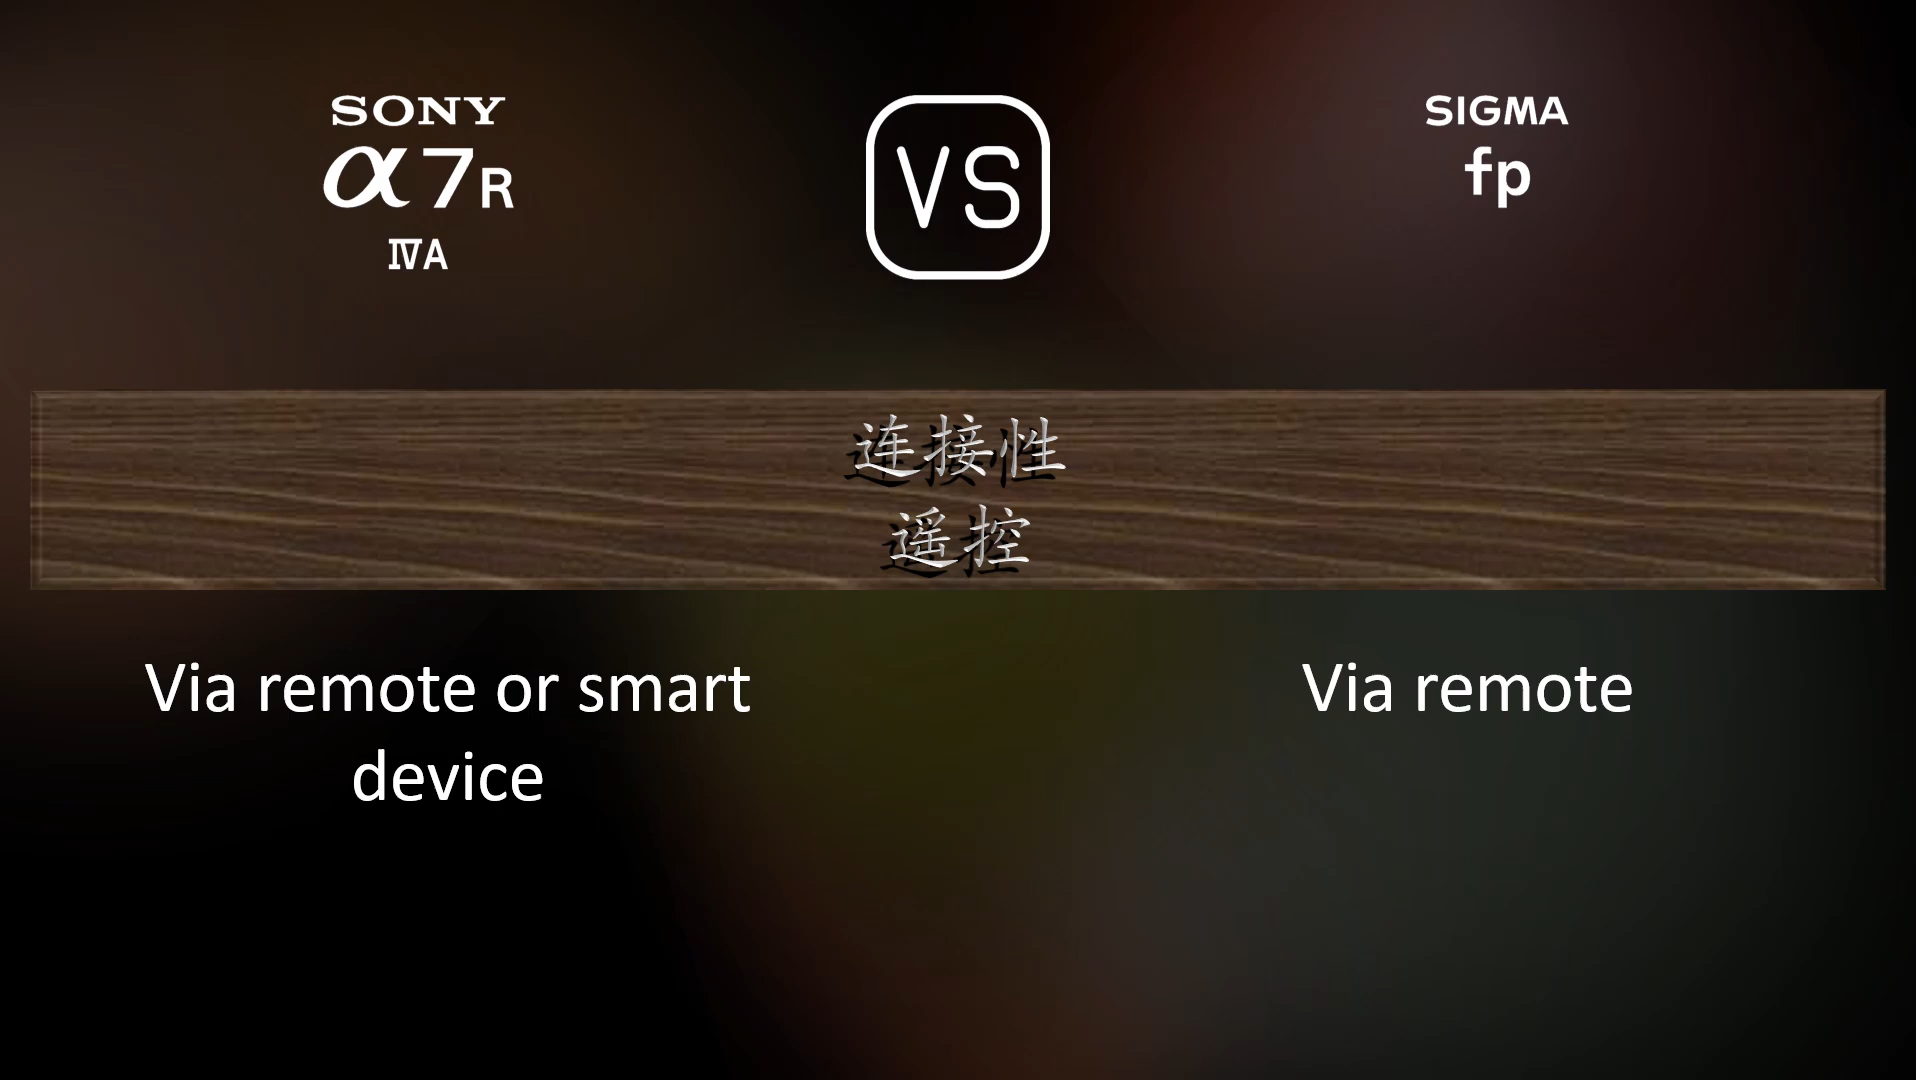 SONY
α7R
IVA
VS
SIGMA
fp
连接性
遥控
Via remote or smart
device
Via remote